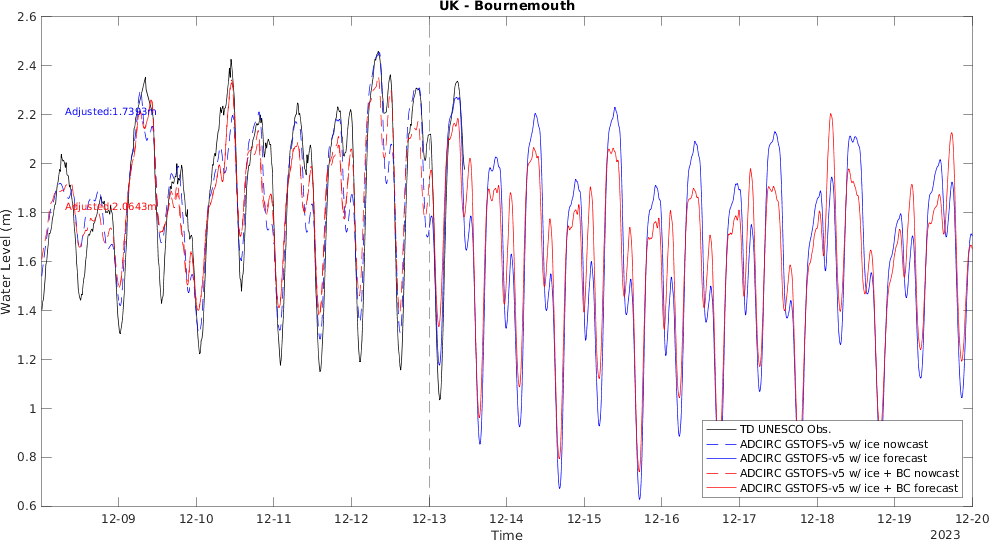 UK - Bournemouth
2.6
2.4
2.2
2
1.8
1.6
1.4
1.2
1
0.8
0.6
Water Level (m)
Adjusted:1.7393m
Adjusted:2.0643m
TD UNESCO Obs.
ADCIRC GSTOFS-v5 w/ ice nowcast
ADCIRC GSTOFS-v5 w/ ice forecast
ADCIRC GSTOFS-v5 w/ ice + BC nowcast
ADCIRC GSTOFS-v5 w/ ice + BC forecast
12-09 12-10 12-11 12-12 12-13 12-14 12-15 12-16 12-17 12-18 12-19 12-20
Time
2023